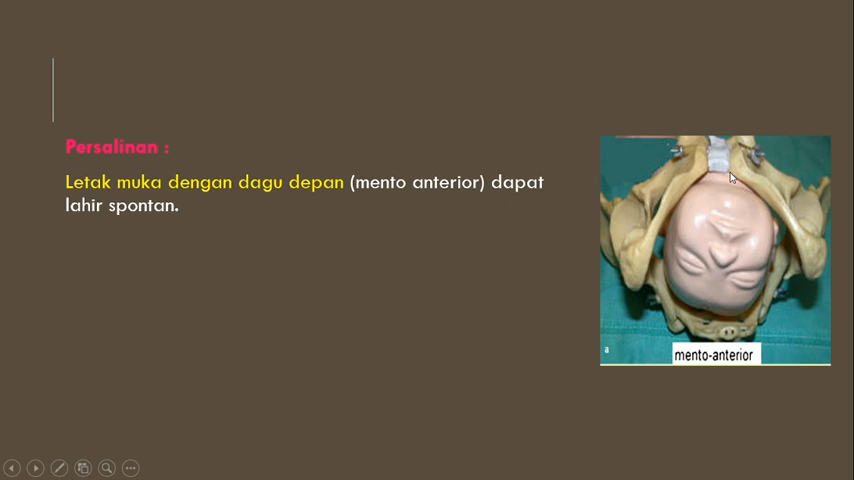 Persalinan :
Letak muka dengan dagu depan (mento anterior) dapat
lahir spontan.
a
mento-anterior